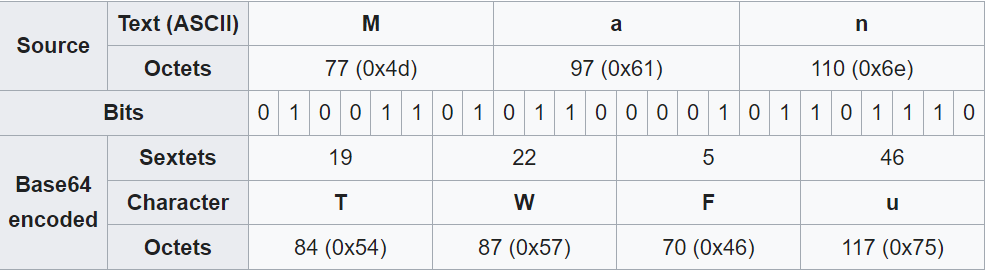 Source Text (ASCII) M a n
Octets 77 (0x4d) 97 (0x61) 110 (0x6e)
Bits 0 1 0 0 1 1 0 1 0 1 1 0 0 0 0 1 0 1 1 0 1 1 1 0
Base64 encoded Sextets 19 22 5 46
Character T W F u
Octets 84 (0x54) 87 (0x57) 70 (0x46) 117 (0x75)